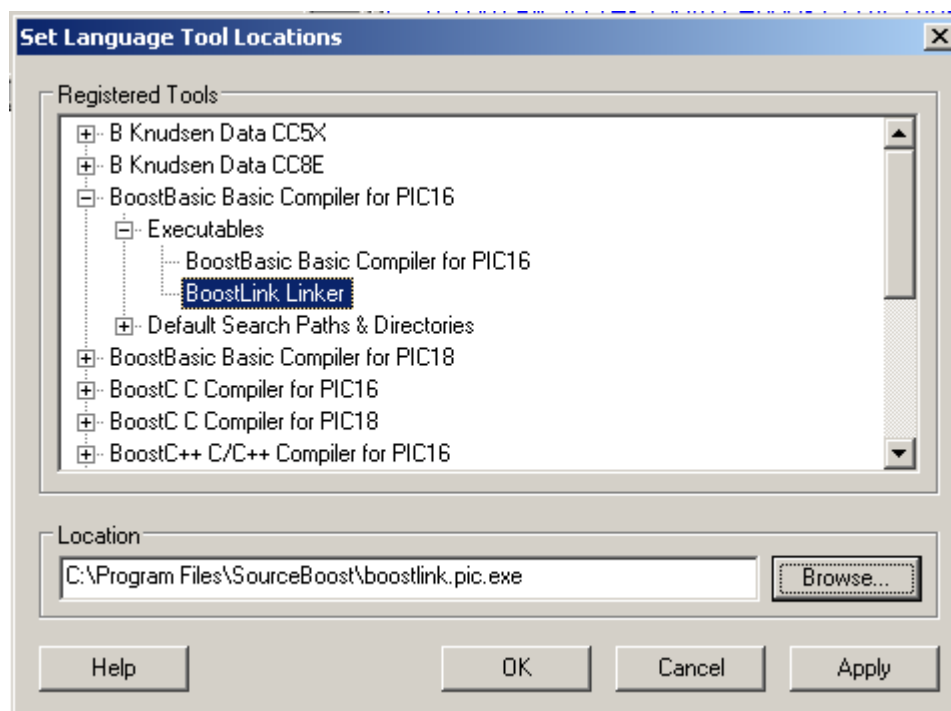 Set Language Tool Locations
Registered Tools
B Knudsen Data CC5X
B Knudsen Data CC8E
BoostBasic Basic Compiler for PIC16
Executables
BoostBasic Basic Compiler for PIC16
BoostLink Linker
Default Search Paths & Directories
BoostBasic Basic Compiler for PIC18
BoostC C Compiler for PIC16
BoostC C Compiler for PIC18
BoostC++ C/C++ Compiler for PIC16
Location
C:\Program Files\SourceBoost\boostlink.pic.exe
Browse...
Help
OK
Cancel
Apply